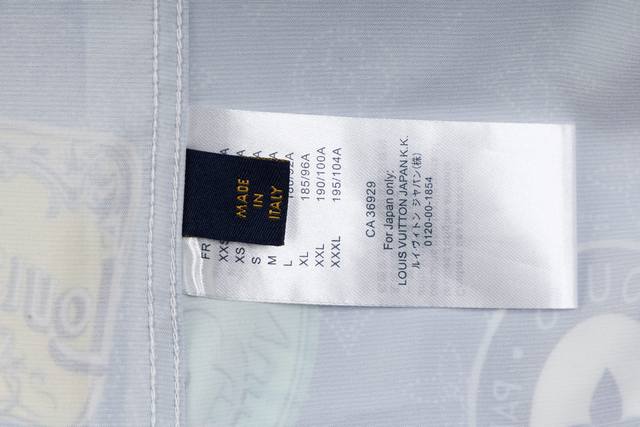 MADE
IN
ITALY
FR
XXS
XS
S
M
L
XL 185/96A
XXL 190/100A
XXXL 195/104A
CA 36929
For Japan only:
LOUIS VUITTON JAPAN K.K.
ルイ ヴィトン ジャパン(株)
0120-00-1854